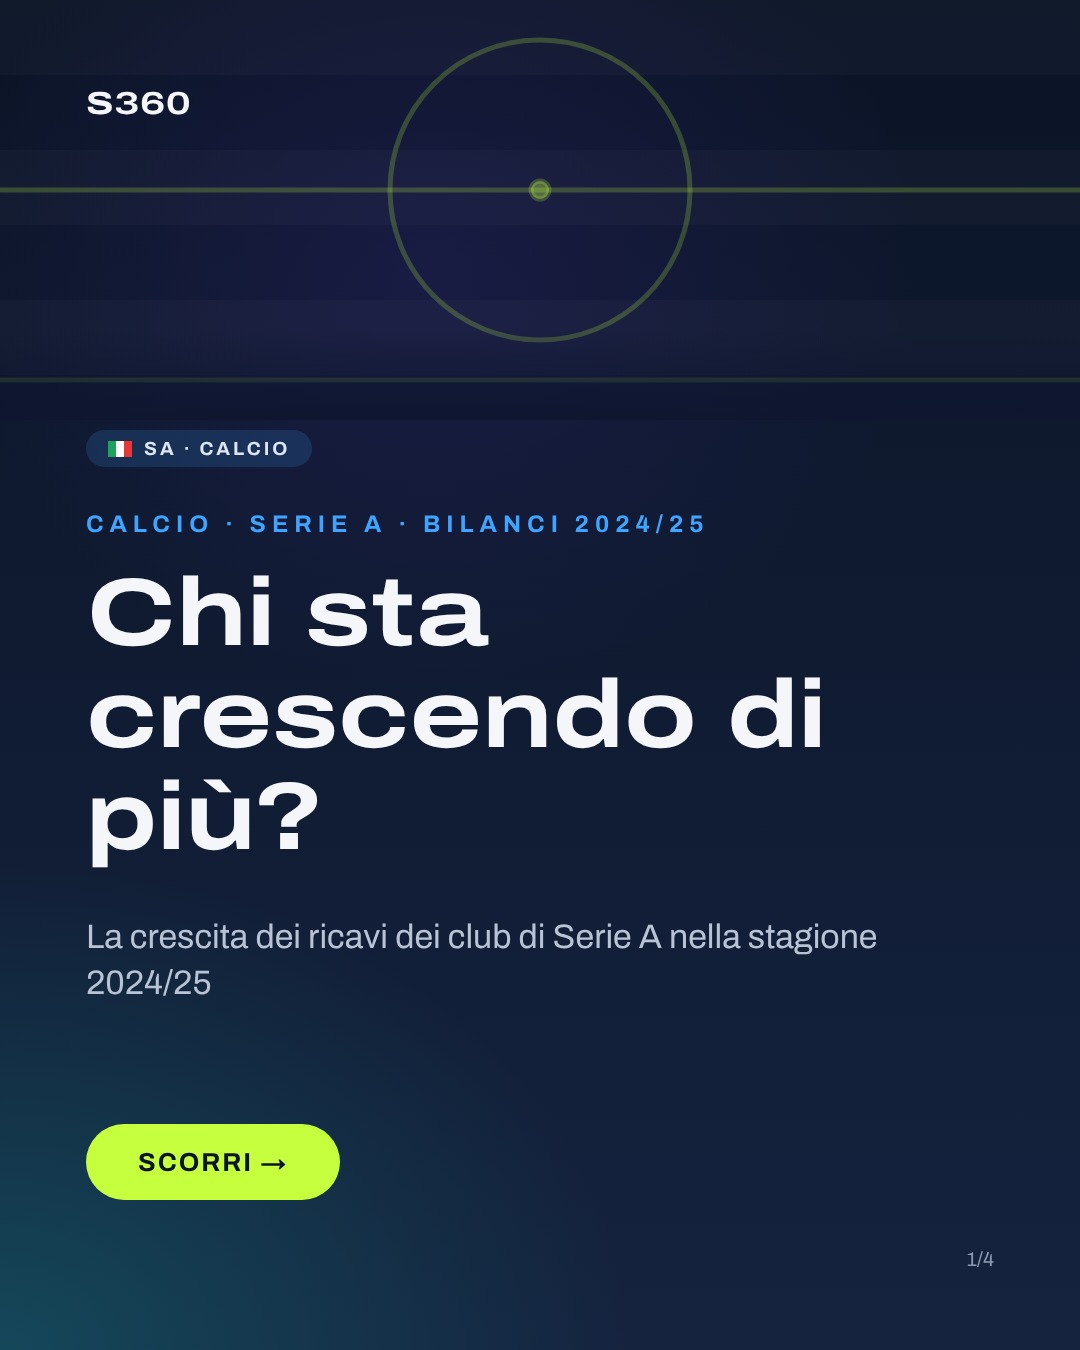 S360
SA · CALCIO
CALCIO · SERIE A · BILANCI 2024/25
Chi sta
crescendo di
più?
La crescita dei ricavi dei club di Serie A nella stagione
2024/25
SCORRI →
1/4